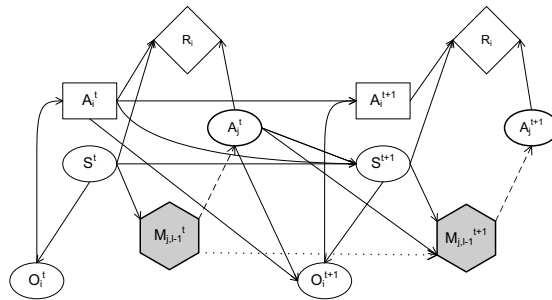 R_i R_i
A_i^t A_i^{t+1}
A_j^t A_j^{t+1}
S^t S^{t+1}
M_{j,l-1}^t M_{j,l-1}^{t+1}
O_i^t O_i^{t+1}